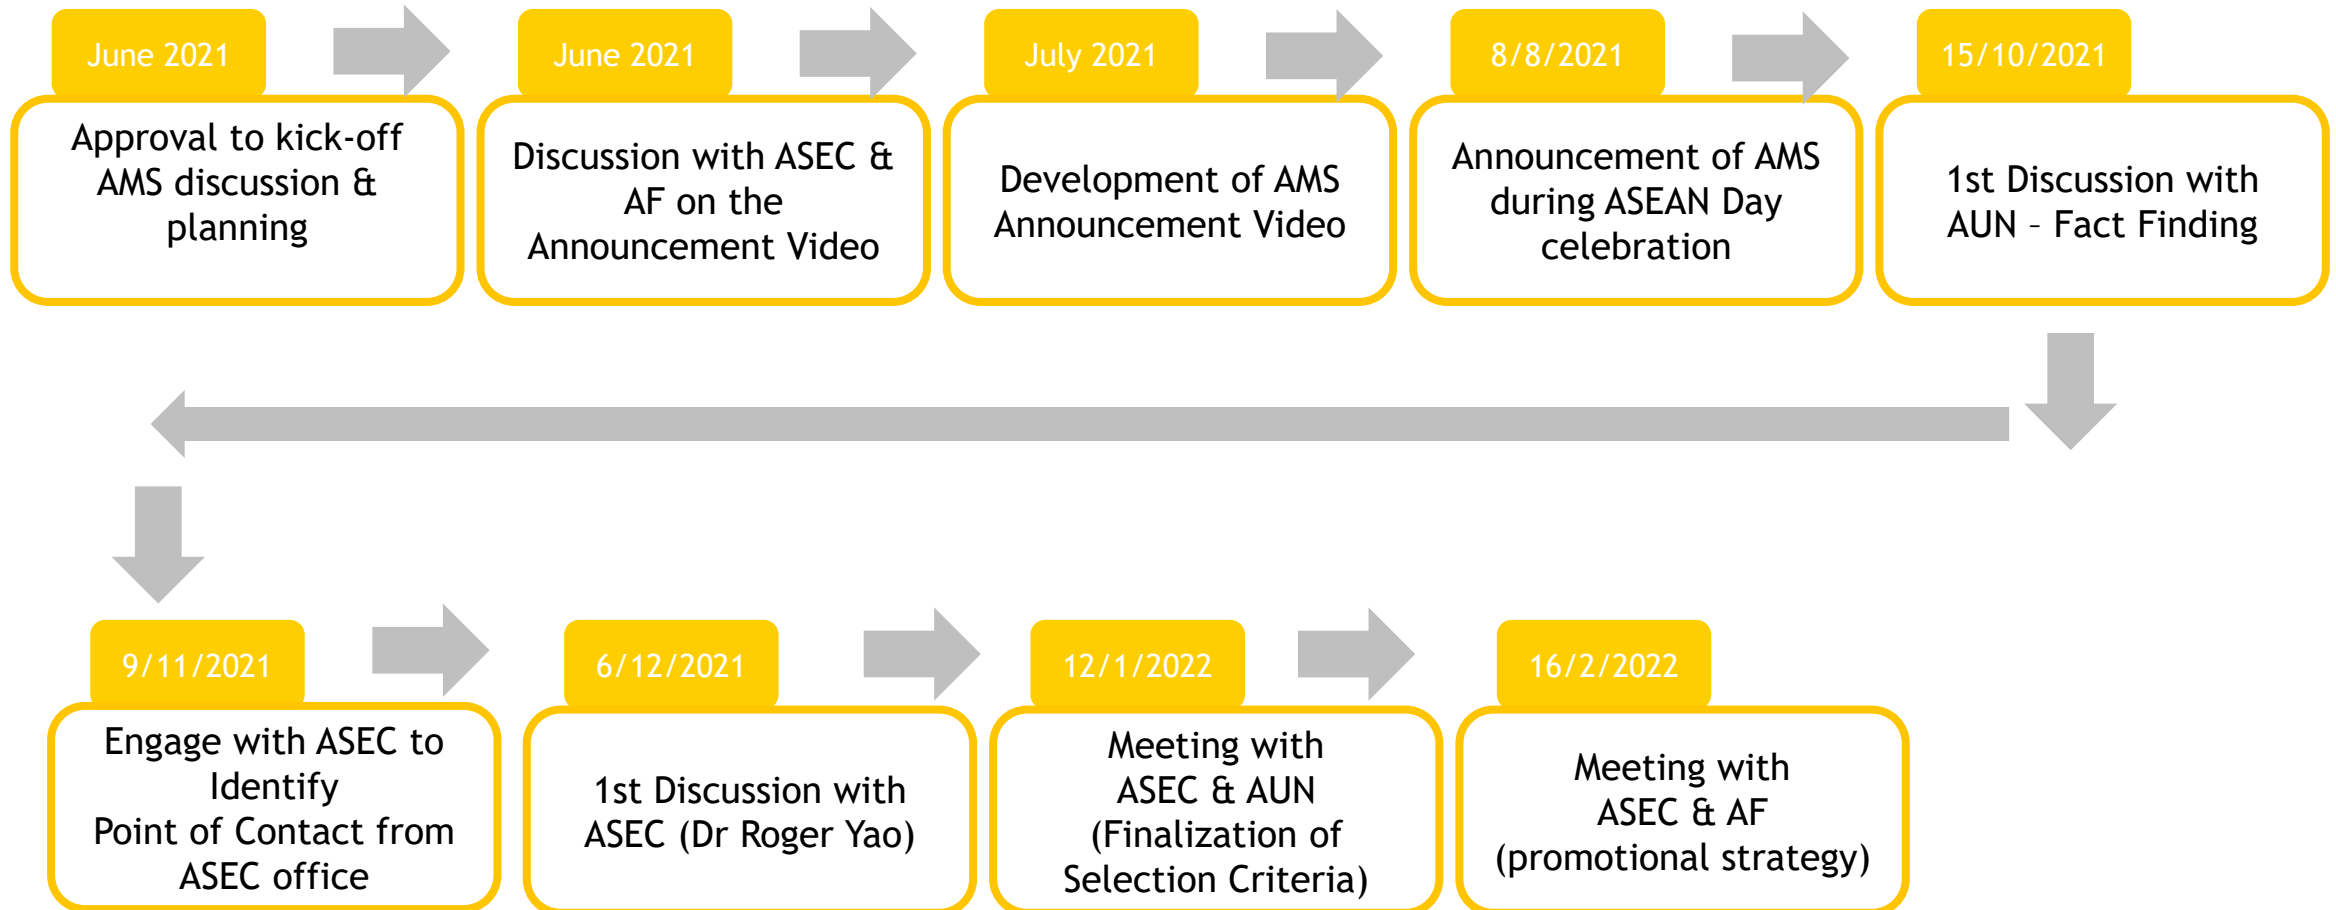 June 2021
Approval to kick-off
AMS discussion &
planning
June 2021
Discussion with ASEC &
AF on the
Announcement Video
July 2021
Development of AMS
Announcement Video
8/8/2021
Announcement of AMS
during ASEAN Day
celebration
15/10/2021
1st Discussion with
AUN – Fact Finding
9/11/2021
Engage with ASEC to
Identify
Point of Contact from
ASEC office
6/12/2021
1st Discussion with
ASEC (Dr Roger Yao)
12/1/2022
Meeting with
ASEC & AUN
(Finalization of
Selection Criteria)
16/2/2022
Meeting with
ASEC & AF
(promotional strategy)